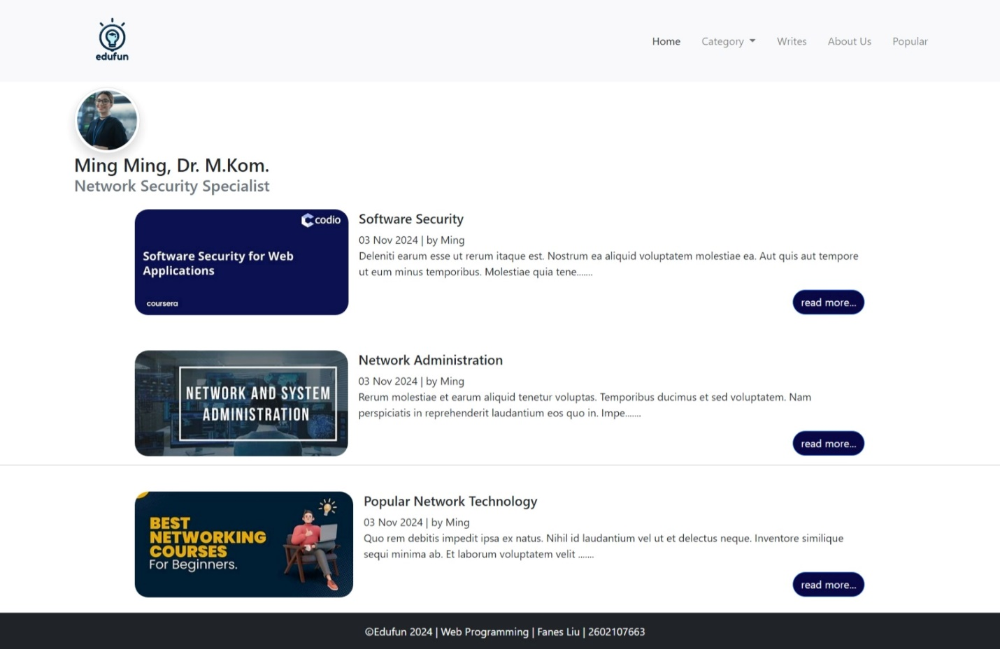 edufun
Home Category Writes About Us Popular
Ming Ming, Dr. M.Kom.
Network Security Specialist
codio
Software Security for Web
Applications
coursera
Software Security
03 Nov 2024 | by Ming
Deleniti earum esse ut rerum itaque est. Nostrum ea aliquid voluptatem molestiae ea. Aut quis aut tempore
ut eum minus temporibus. Molestiae quia tene.......
read more...
NETWORK AND SYSTEM
ADMINISTRATION
Network Administration
03 Nov 2024 | by Ming
Rerum molestiae et earum aliquid tenetur voluptas. Temporibus ducimus et sed voluptatem. Nam
perspiciatis in reprehenderit laudantium eos quo in. Impe.......
read more...
BEST
NETWORKING
COURSES
For Beginners.
Popular Network Technology
03 Nov 2024 | by Ming
Quo rem debitis impedit ipsa ex natus. Nihil id laudantium vel ut et delectus neque. Inventore similique
sequi minima ab. Et laborum voluptatem velit .......
read more...
©Edufun 2024 | Web Programming | Fanes Liu | 2602107663